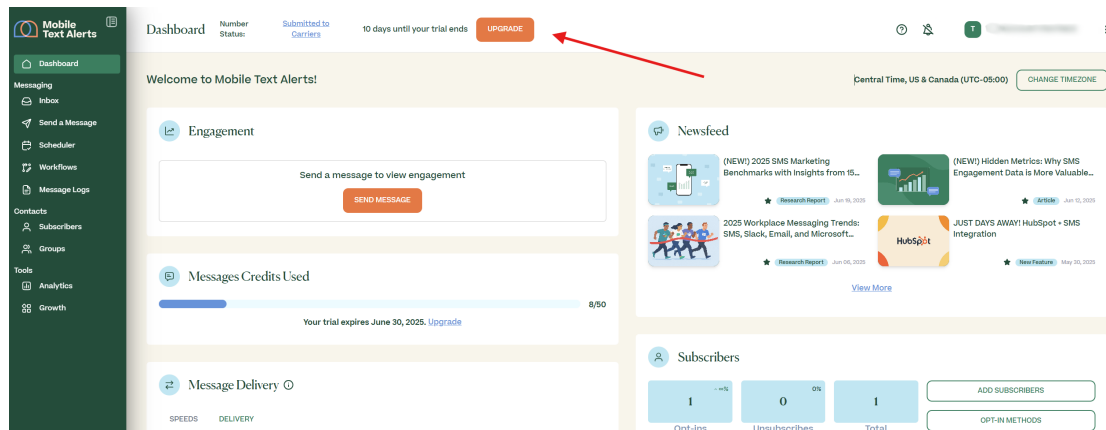 Mobile
Text Alerts
Dashboard
Messaging
Inbox
Send a Message
Scheduler
Workflows
Message Logs
Contacts
Subscribers
Groups
Tools
Analytics
Growth
Dashboard
Number
Status:
Submitted to
Carriers
10 days until your trial ends
UPGRADE
T
Welcome to Mobile Text Alerts!
Central Time, US & Canada (UTC-05:00)
CHANGE TIMEZONE
Engagement
Send a message to view engagement
SEND MESSAGE
Messages Credits Used
8/50
Your trial expires June 30, 2025. Upgrade
Message Delivery
SPEEDS DELIVERY
Newsfeed
(NEW!) 2025 SMS Marketing
Benchmarks with Insights from 15...
Research Report Jun 19, 2025
(NEW!) Hidden Metrics: Why SMS
Engagement Data is More Valuable...
Article Jun 12, 2025
2025 Workplace Messaging Trends:
SMS, Slack, Email, and Microsoft...
Research Report Jun 06, 2025
HubSpot
JUST DAYS AWAY! HubSpot + SMS
Integration
New Feature May 30, 2025
View More
Subscribers
-∞%
1
Opt-ins
0%
0
Unsubscribes
1
Total
ADD SUBSCRIBERS
OPT-IN METHODS